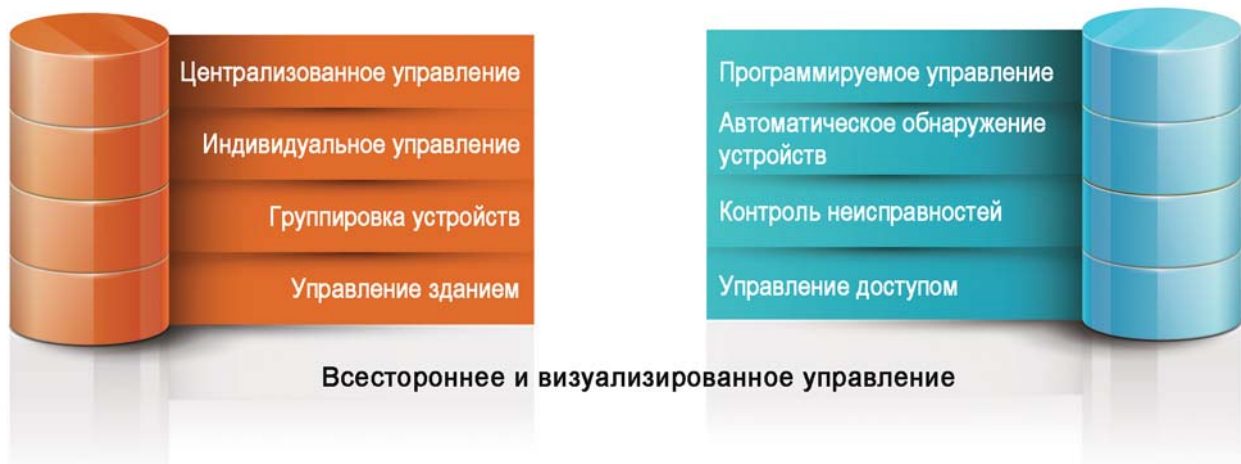 Централизованное управление
Индивидуальное управление
Группировка устройств
Управление зданием
Программируемое управление
Автоматическое обнаружение
устройств
Контроль неисправностей
Управление доступом
Всестороннее и визуализированное управление